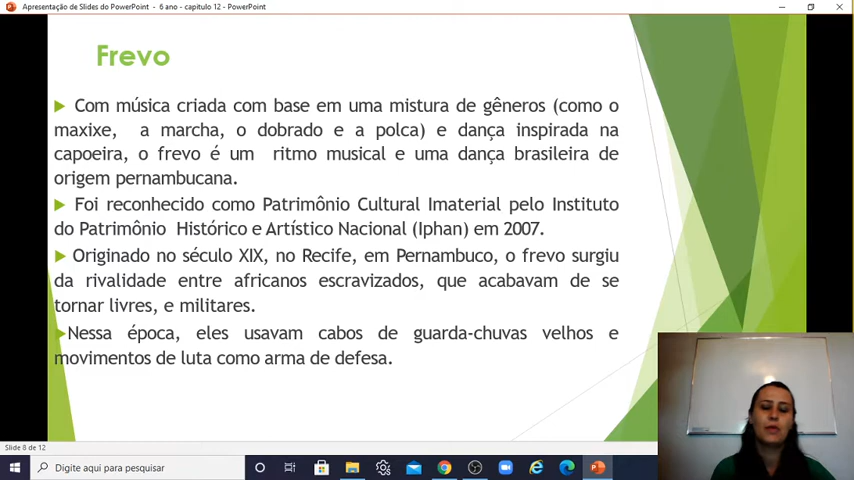 Apresentação de Slides do PowerPoint - 6 ano - capitulo 12 - PowerPoint
Frevo
Com música criada com base em uma mistura de gêneros (como o
maxixe, a marcha, o dobrado e a polca) e dança inspirada na
capoeira, o frevo é um ritmo musical e uma dança brasileira de
origem pernambucana.
Foi reconhecido como Patrimônio Cultural Imaterial pelo Instituto
do Patrimônio Histórico e Artístico Nacional (Iphan) em 2007.
Originado no século XIX, no Recife, em Pernambuco, o frevo surgiu
da rivalidade entre africanos escravizados, que acabavam de se
tornar livres, e militares.
Nessa época, eles usavam cabos de guarda-chuvas velhos e
movimentos de luta como arma de defesa.
Slide 8 de 12
Digite aqui para pesquisar